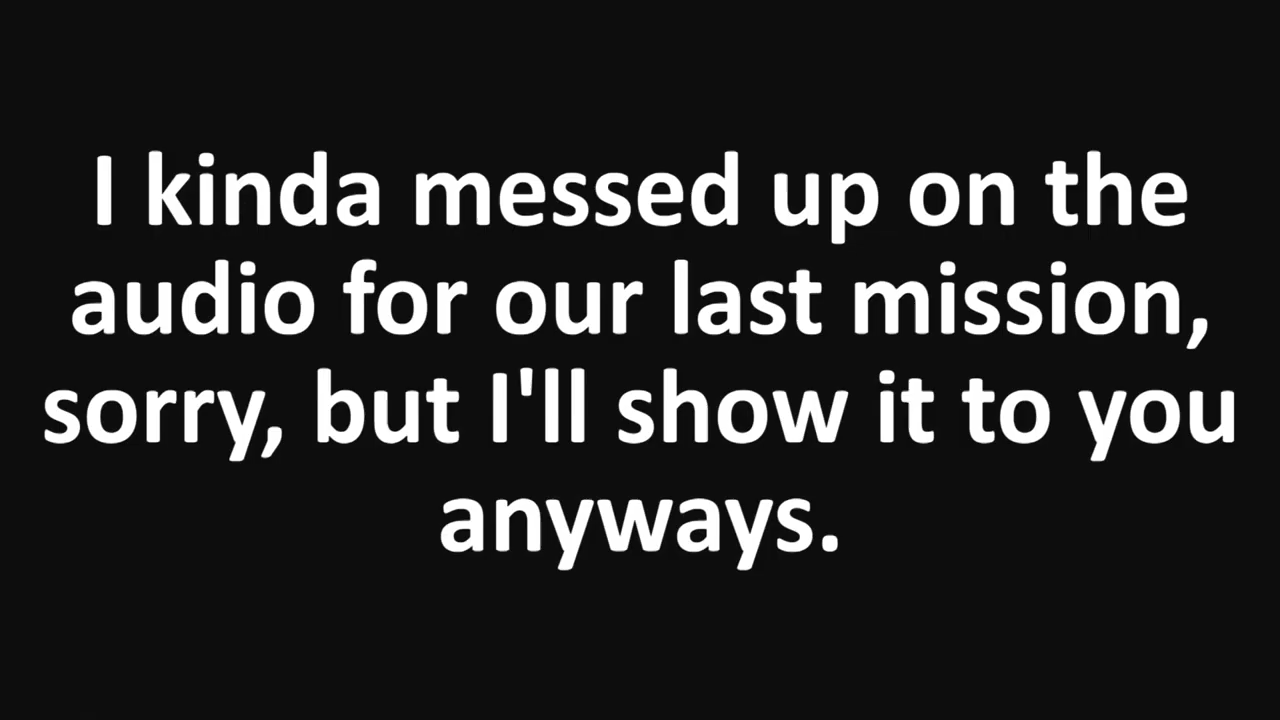 I kinda messed up on the
audio for our last mission,
sorry, but I'll show it to you
anyways.